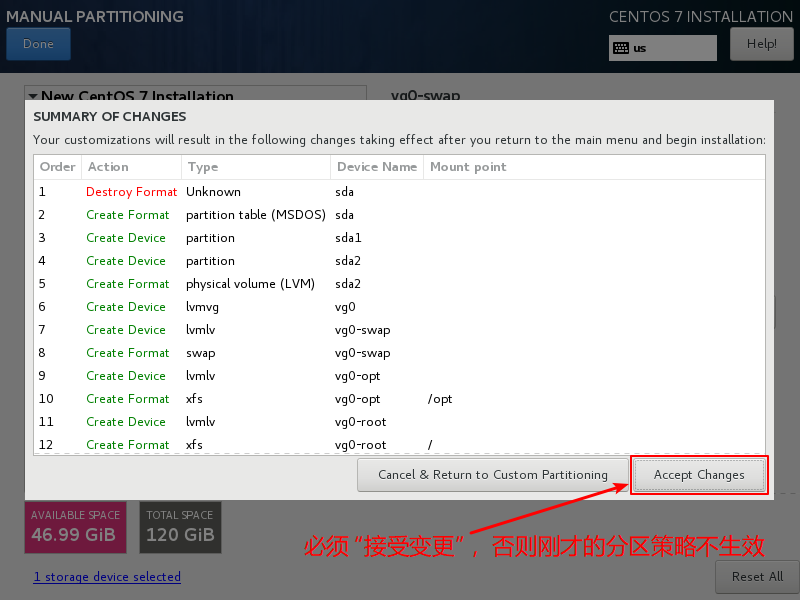 MANUAL PARTITIONING
CENTOS 7 INSTALLATION
Done
us
Help!
New CentOS 7 Installation
vg0-swap
SUMMARY OF CHANGES
Your customizations will result in the following changes taking effect after you return to the main menu and begin installation:
Order Action Type Device Name Mount point
1 Destroy Format Unknown sda
2 Create Format partition table (MSDOS) sda
3 Create Device partition sda1
4 Create Device partition sda2
5 Create Format physical volume (LVM) sda2
6 Create Device lvmvg vg0
7 Create Device lvmlv vg0-swap
8 Create Format swap vg0-swap
9 Create Device lvmlv vg0-opt
10 Create Format xfs vg0-opt /opt
11 Create Device lvmlv vg0-root
12 Create Format xfs vg0-root /
Cancel & Return to Custom Partitioning
Accept Changes
AVAILABLE SPACE
46.99 GiB
TOTAL SPACE
120 GiB
必须“接受变更”，否则刚才的分区策略不生效
1 storage device selected
Reset All